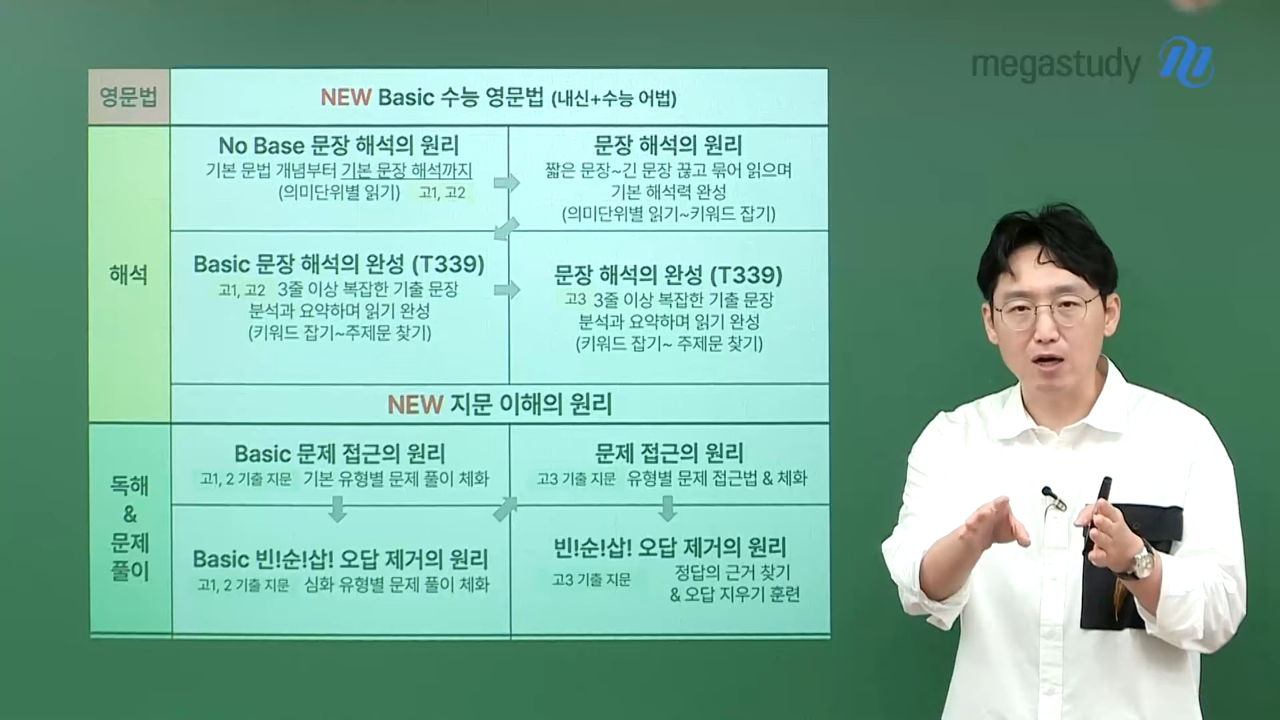 megastudy
영문법
NEW Basic 수능 영문법 (내신+수능 어법)
해석
No Base 문장 해석의 원리
기본 문법 개념부터 기본 문장 해석까지
(의미단위별 읽기) 고1, 고2
문장 해석의 원리
짧은 문장~긴 문장 끊고 묶어 읽으며
기본 해석력 완성
(의미단위별 읽기~키워드 잡기)
Basic 문장 해석의 완성 (T339)
고1, 고2 3줄 이상 복잡한 기출 문장
분석과 요약하며 읽기 완성
(키워드 잡기~주제문 찾기)
문장 해석의 완성 (T339)
고3 3줄 이상 복잡한 기출 문장
분석과 요약하며 읽기 완성
(키워드 잡기~ 주제문 찾기)
NEW 지문 이해의 원리
독해
&
문제
풀이
Basic 문제 접근의 원리
고1, 2 기출 지문 기본 유형별 문제 풀이 체화
문제 접근의 원리
고3 기출 지문 유형별 문제 접근법 & 체화
Basic 빈!순!삽! 오답 제거의 원리
고1, 2 기출 지문 심화 유형별 문제 풀이 체화
빈!순!삽! 오답 제거의 원리
고3 기출 지문 정답의 근거 찾기
& 오답 지우기 훈련